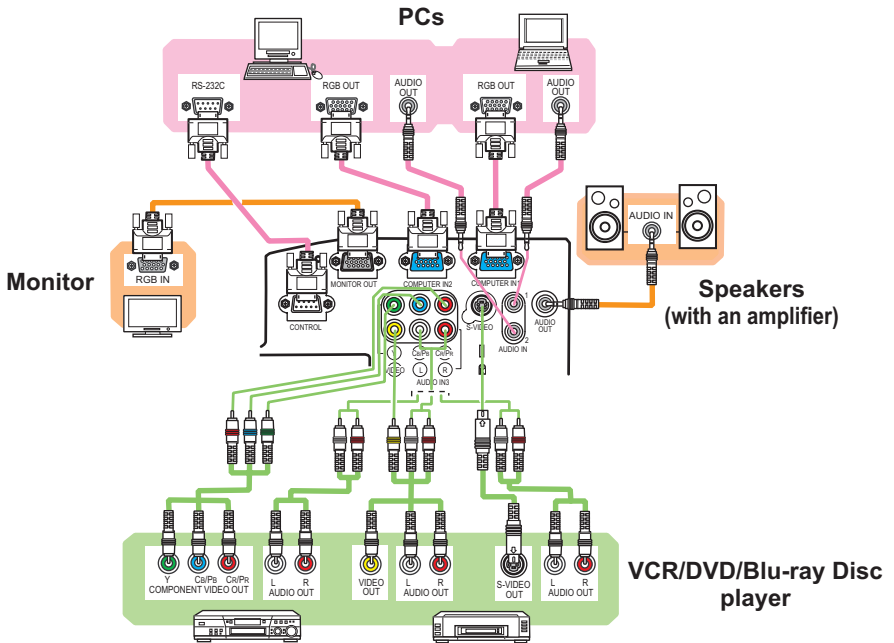 PCs
RS-232C
RGB OUT
AUDIO OUT
RGB OUT
AUDIO OUT
AUDIO IN
RGB IN
Monitor
MONITOR OUT
COMPUTER IN2
COMPUTER IN1
Speakers
(with an amplifier)
CONTROL
S-VIDEO
1
2
AUDIO IN
AUDIO OUT
Y
CB/PB
CR/PR
VIDEO
L
R
AUDIO IN3
Y
CB/PB
CR/PR
COMPONENT VIDEO OUT
L
R
AUDIO OUT
VIDEO OUT
L
R
AUDIO OUT
S-VIDEO OUT
L
R
AUDIO OUT
VCR/DVD/Blu-ray Disc
player